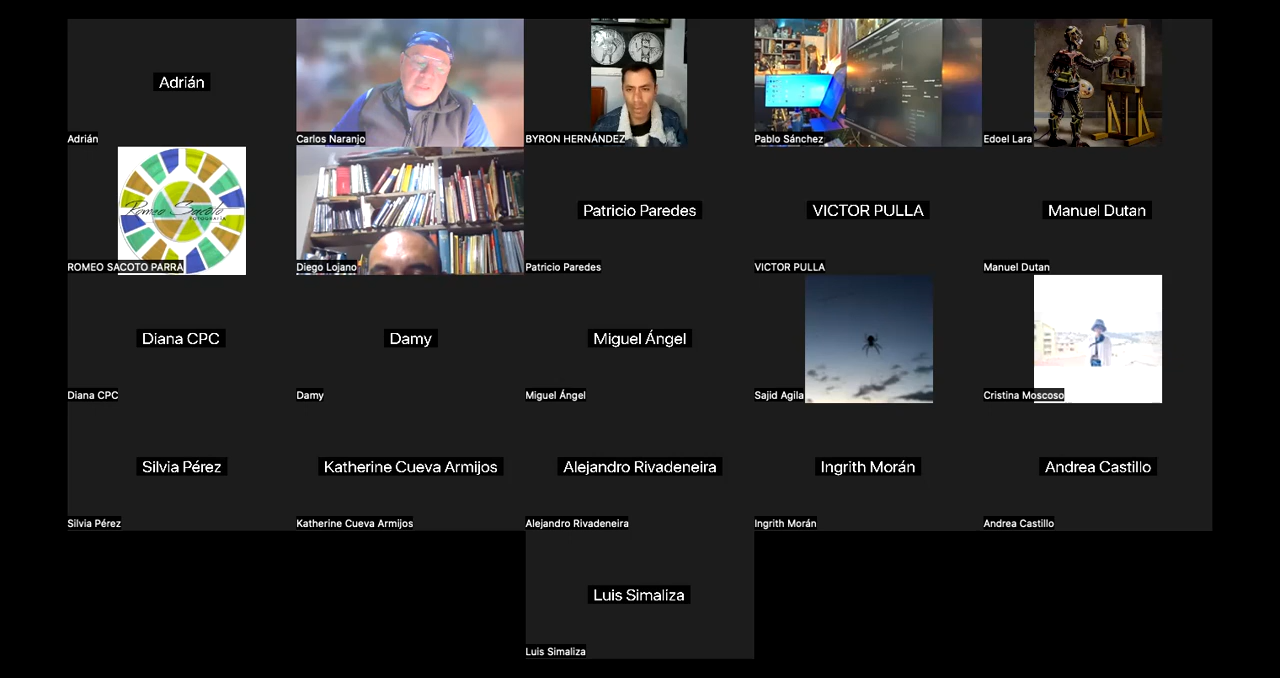 Adrián
Adrián
Carlos Naranjo
BYRON HERNÁNDEZ
Pablo Sánchez
Edoel Lara
Romeo Sacoto
FOTOGRAFÍA
ROMEO SACOTO PARRA
Diego Lojano
Patricio Paredes
Patricio Paredes
VICTOR PULLA
VICTOR PULLA
Manuel Dutan
Manuel Dutan
Diana CPC
Diana CPC
Damy
Damy
Miguel Ángel
Miguel Ángel
Sajid Agila
Cristina Moscoso
Silvia Pérez
Silvia Pérez
Katherine Cueva Armijos
Katherine Cueva Armijos
Alejandro Rivadeneira
Alejandro Rivadeneira
Ingrith Morán
Ingrith Morán
Andrea Castillo
Andrea Castillo
Luis Simaliza
Luis Simaliza